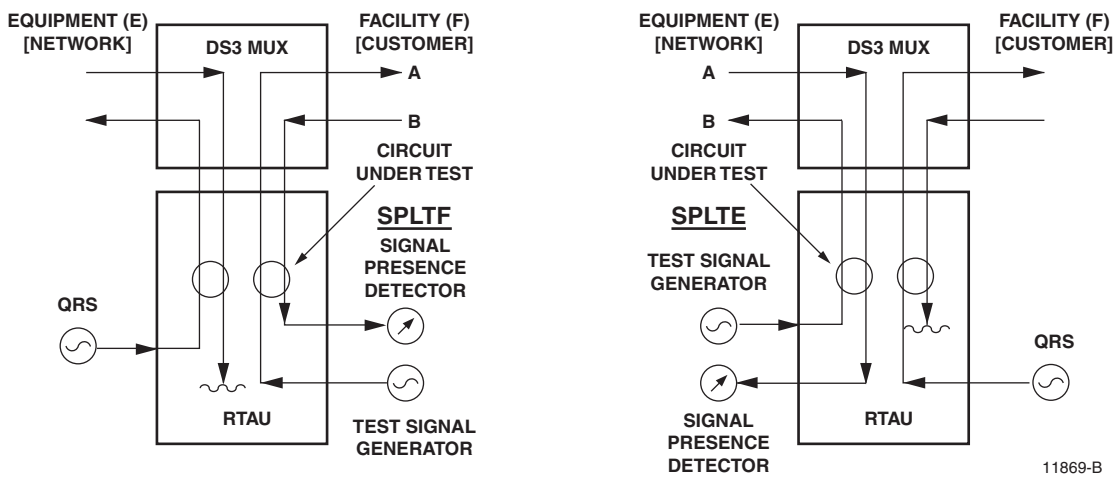 EQUIPMENT (E)
[NETWORK]
FACILITY (F)
[CUSTOMER]
DS3 MUX
A
B
CIRCUIT
UNDER TEST
SPLTF
SIGNAL
PRESENCE
DETECTOR
QRS
RTAU
TEST SIGNAL
GENERATOR
EQUIPMENT (E)
[NETWORK]
FACILITY (F)
[CUSTOMER]
DS3 MUX
A
B
CIRCUIT
UNDER TEST
SPLTE
TEST SIGNAL
GENERATOR
QRS
RTAU
SIGNAL
PRESENCE
DETECTOR
11869-B